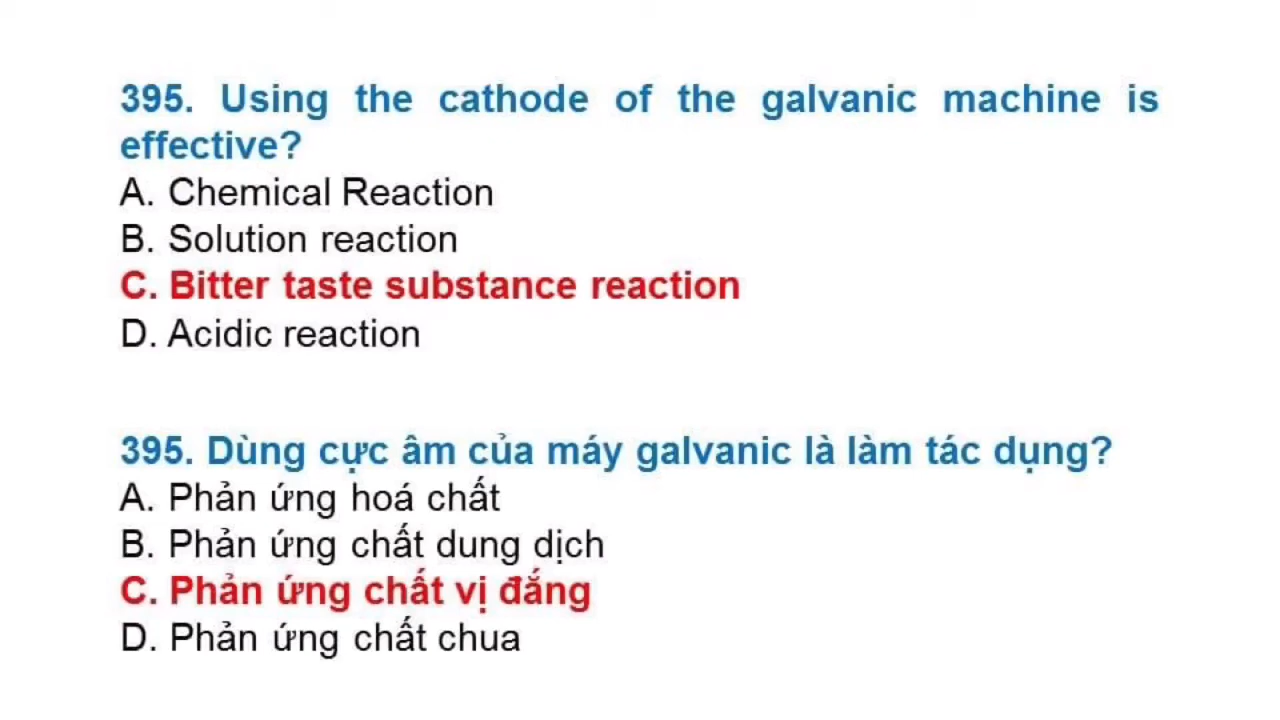 395. Using the cathode of the galvanic machine is
effective?
A. Chemical Reaction
B. Solution reaction
C. Bitter taste substance reaction
D. Acidic reaction
395. Dùng cực âm của máy galvanic là làm tác dụng?
A. Phản ứng hoá chất
B. Phản ứng chất dung dịch
C. Phản ứng chất vị đắng
D. Phản ứng chất chua